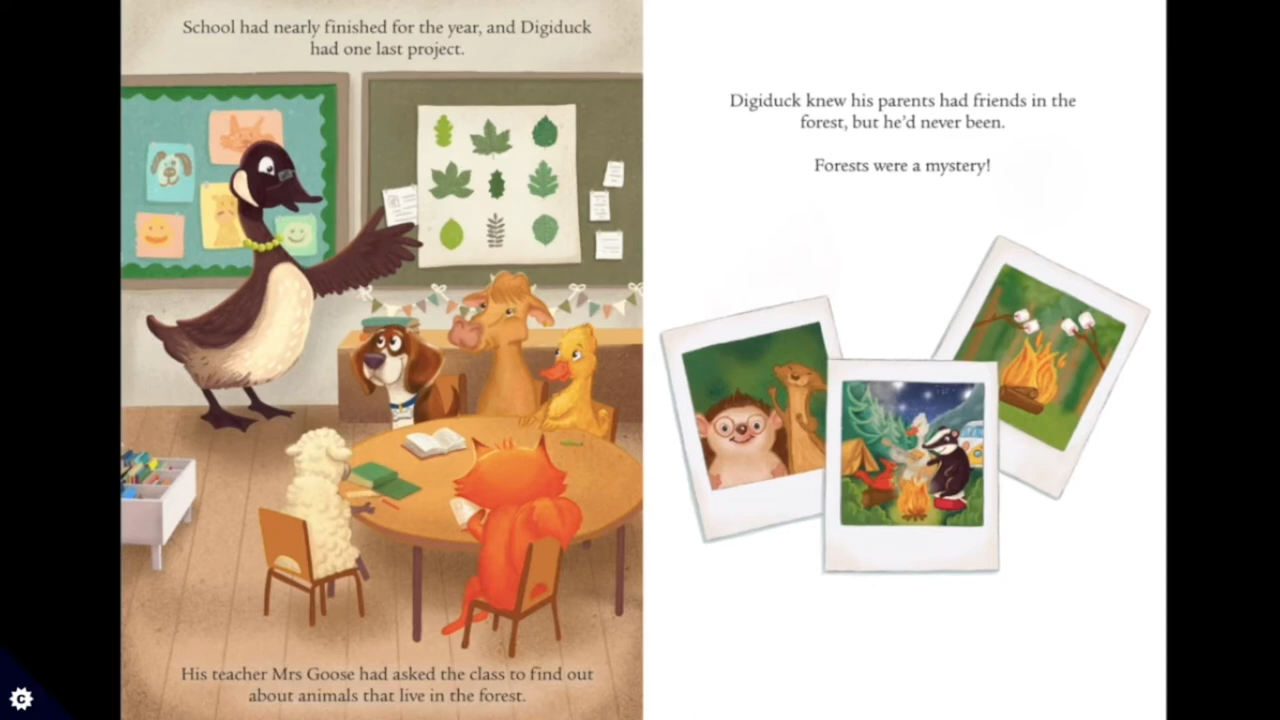 School had nearly finished for the year, and Digiduck
had one last project.
His teacher Mrs Goose had asked the class to find out
about animals that live in the forest.
Digiduck knew his parents had friends in the
forest, but he'd never been.
Forests were a mystery!